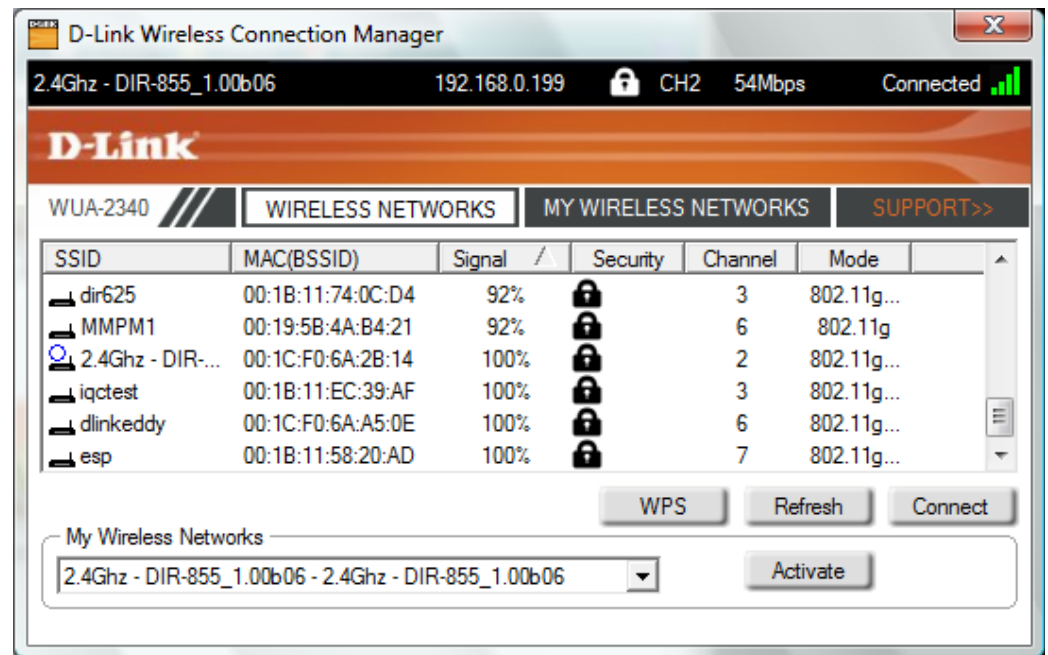 D-Link Wireless Connection Manager
2.4Ghz - DIR-855_1.00b06 192.168.0.199 CH2 54Mbps Connected
D-Link
WUA-2340 WIRELESS NETWORKS MY WIRELESS NETWORKS SUPPORT>>
SSID MAC(BSSID) Signal Security Channel Mode
dir625 00:1B:11:74:0C:D4 92% 3 802.11g...
MMPM1 00:19:5B:4A:B4:21 92% 6 802.11g
2.4Ghz - DIR-... 00:1C:F0:6A:2B:14 100% 2 802.11g...
iqctest 00:1B:11:EC:39:AF 100% 3 802.11g...
dlinkeddy 00:1C:F0:6A:A5:0E 100% 6 802.11g...
esp 00:1B:11:58:20:AD 100% 7 802.11g...
WPS Refresh Connect
My Wireless Networks
2.4Ghz - DIR-855_1.00b06 - 2.4Ghz - DIR-855_1.00b06 Activate